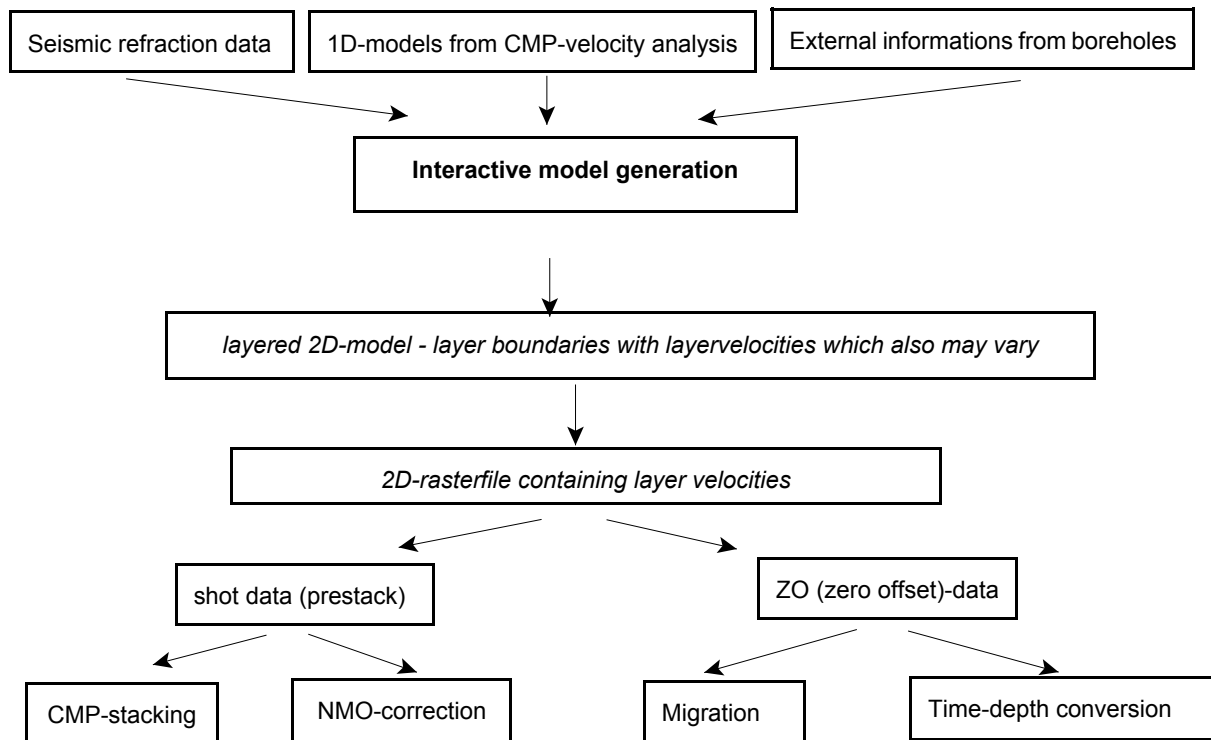 Seismic refraction data
1D-models from CMP-velocity analysis
External informations from boreholes
Interactive model generation
layered 2D-model - layer boundaries with layervelocities which also may vary
2D-rasterfile containing layer velocities
shot data (prestack)
ZO (zero offset)-data
CMP-stacking
NMO-correction
Migration
Time-depth conversion